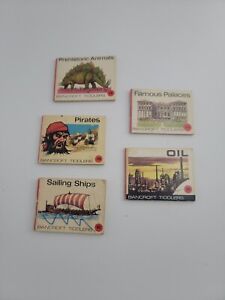 Prehistoric Animals
BANCROFT TIDDLERS
Pirates
BANCROFT TIDDLERS
Sailing Ships
BANCROFT TIDDLERS
Famous Palaces
BANCROFT TIDDLERS
OIL
BANCROFT TIDDLERS